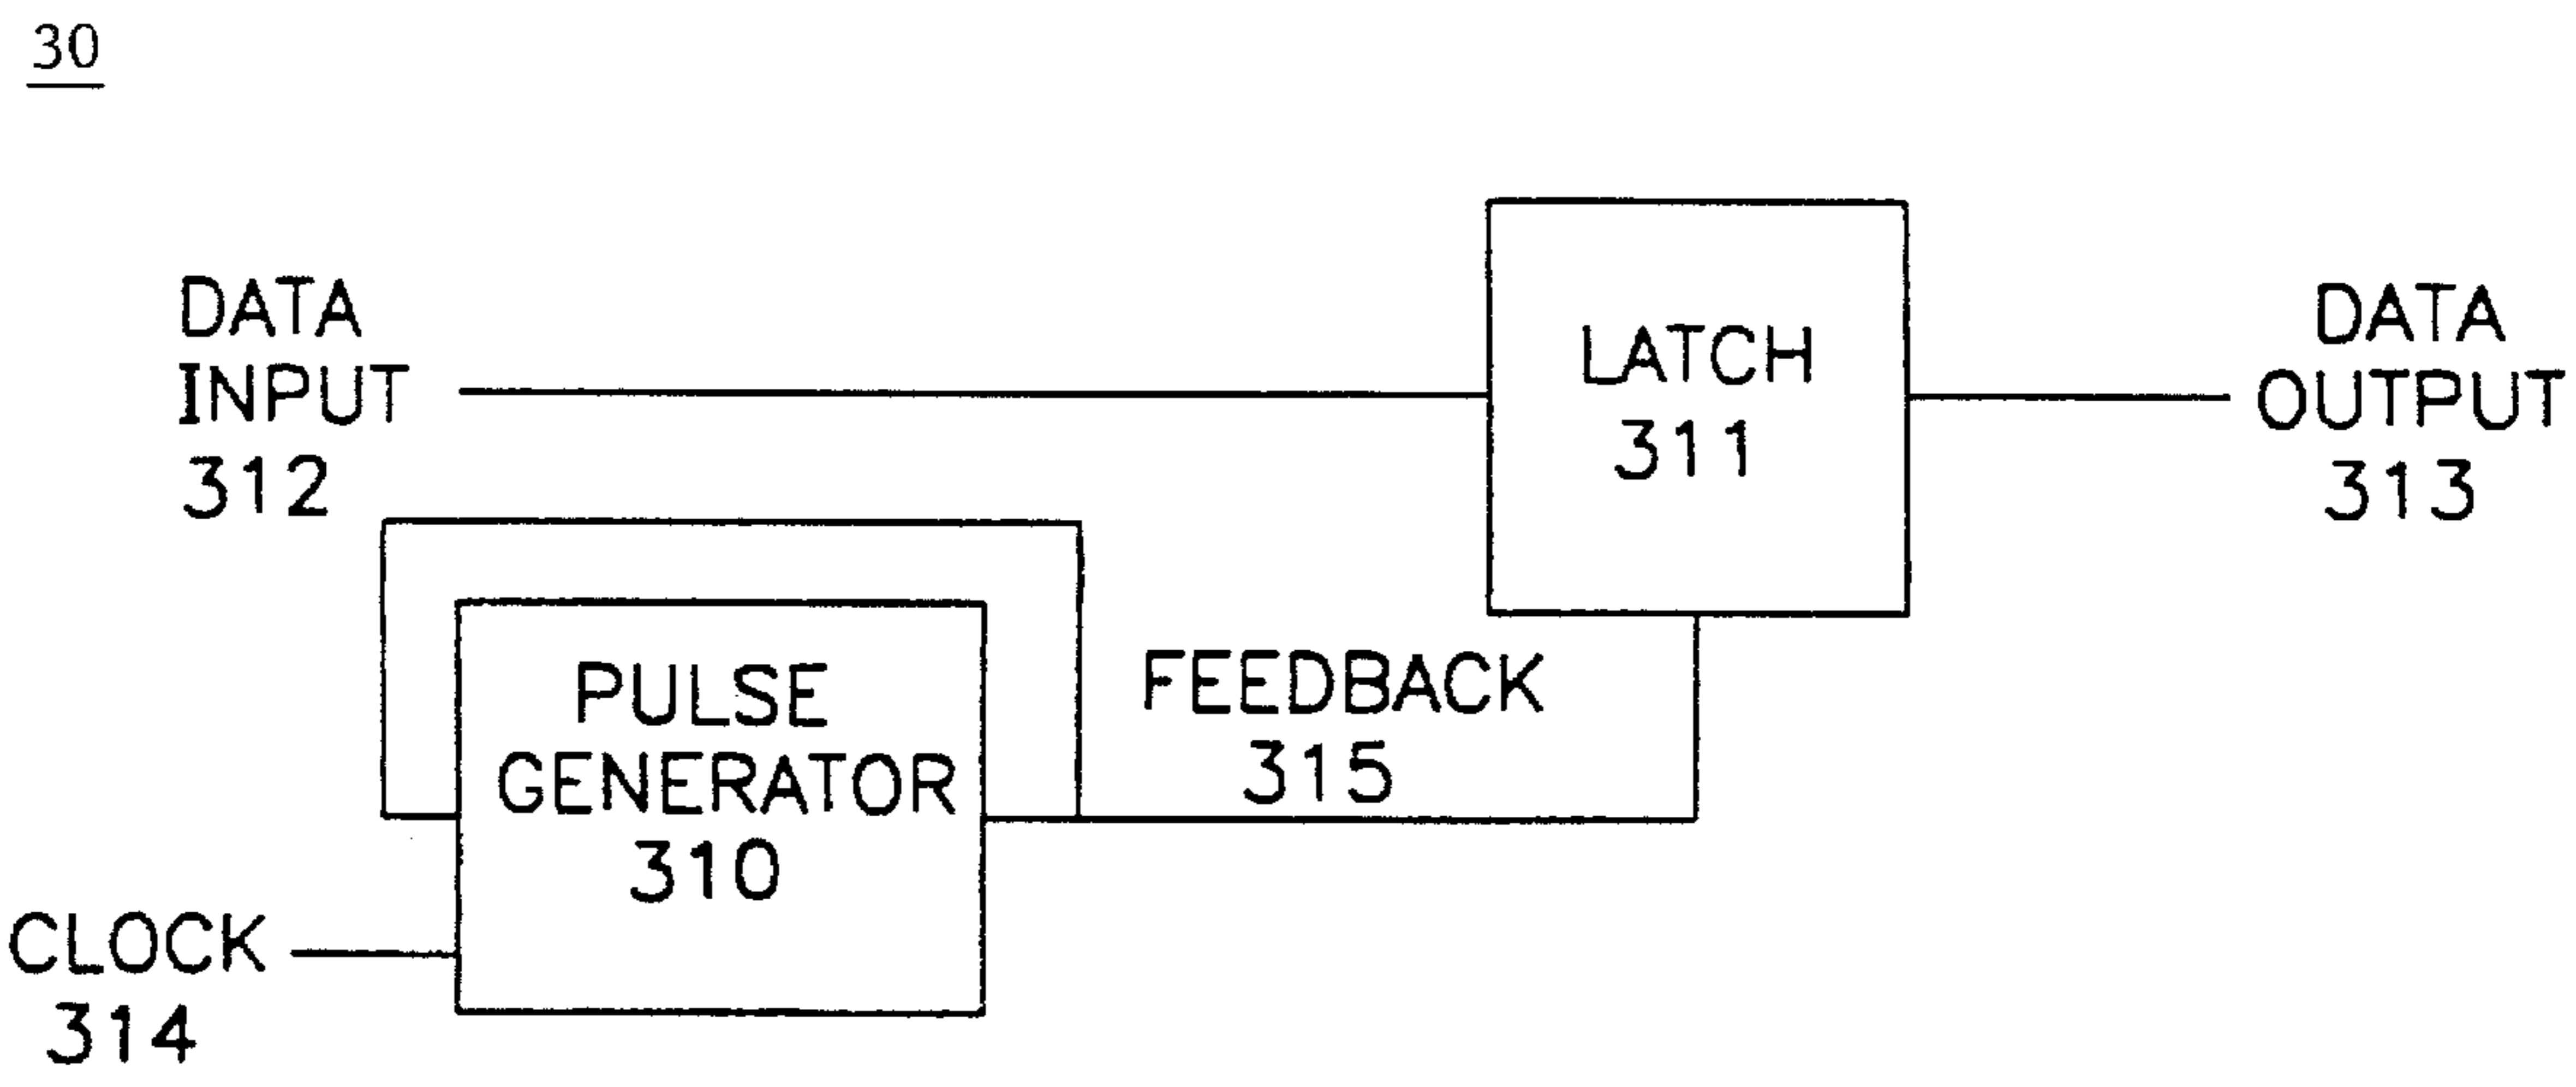 30
DATA
INPUT
312
LATCH
311
DATA
OUTPUT
313
PULSE
GENERATOR
310
FEEDBACK
315
CLOCK
314